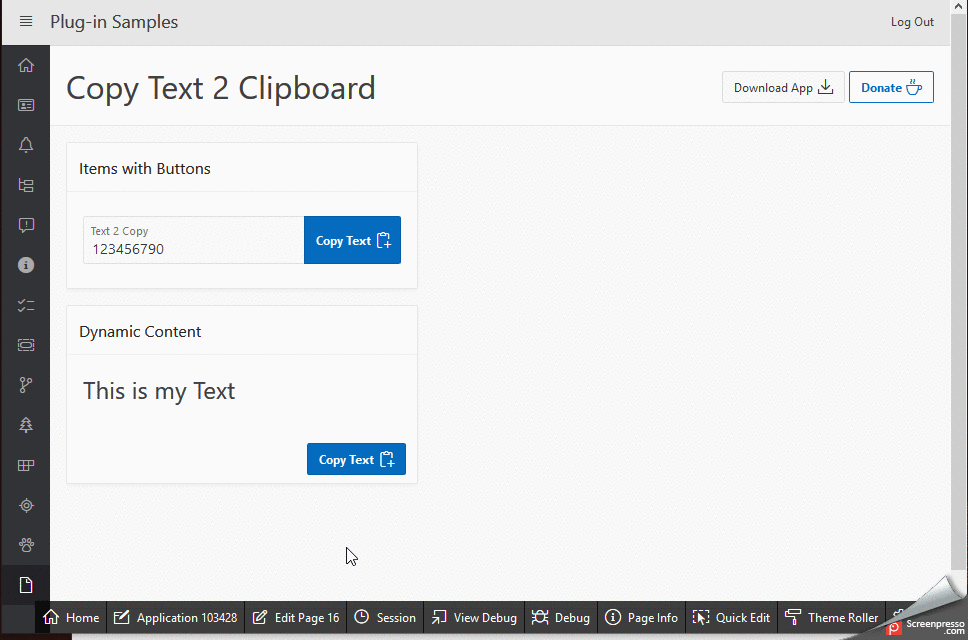 Plug-in Samples
Log Out
Copy Text 2 Clipboard
Download App
Donate
Items with Buttons
Text 2 Copy
123456790
Copy Text
Dynamic Content
This is my Text
Copy Text
Home
Application 103428
Edit Page 16
Session
View Debug
Debug
Page Info
Quick Edit
Theme Roller
Screenpresso
.com